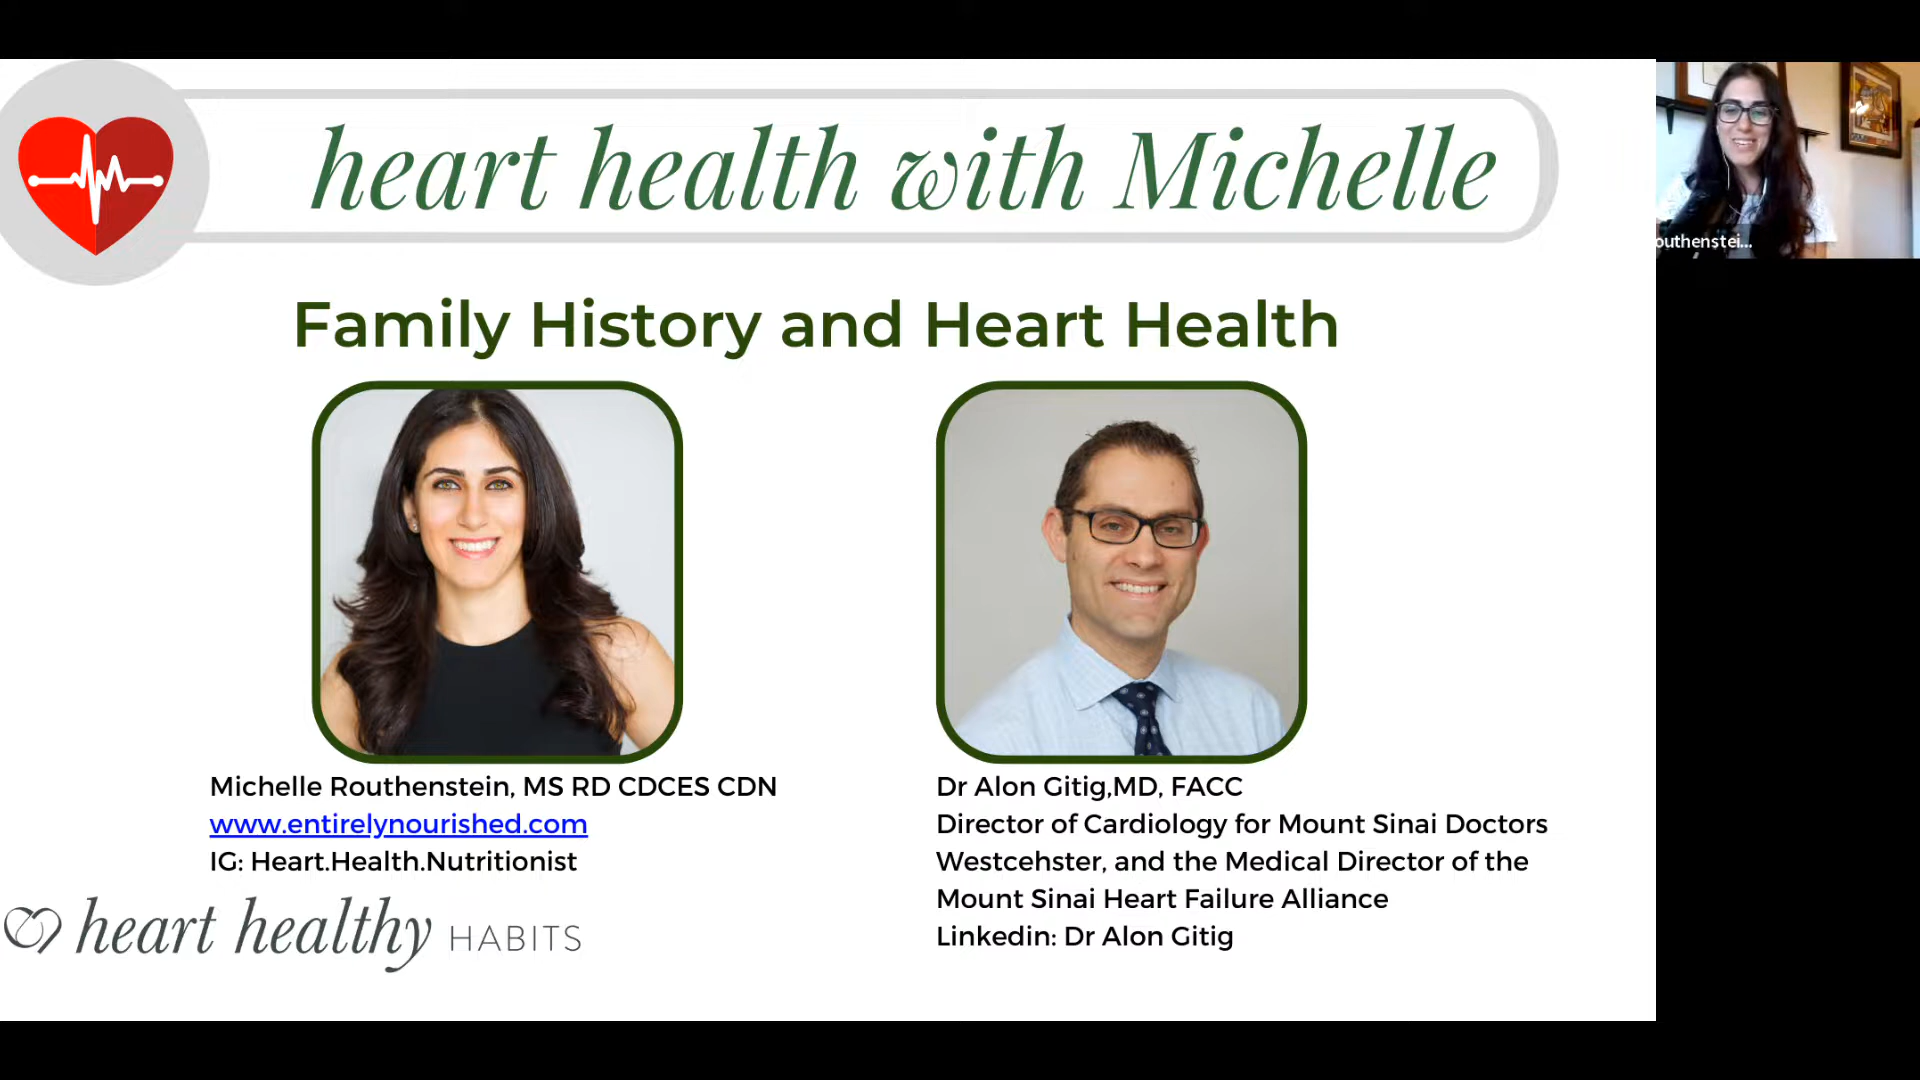 heart health with Michelle
outhenstei...
Family History and Heart Health
Michelle Routhenstein, MS RD CDCES CDN
www.entirelynourished.com
IG: Heart.Health.Nutritionist
Dr Alon Gitig,MD, FACC
Director of Cardiology for Mount Sinai Doctors
Westcehster, and the Medical Director of the
Mount Sinai Heart Failure Alliance
Linkedin: Dr Alon Gitig
heart healthy HABITS